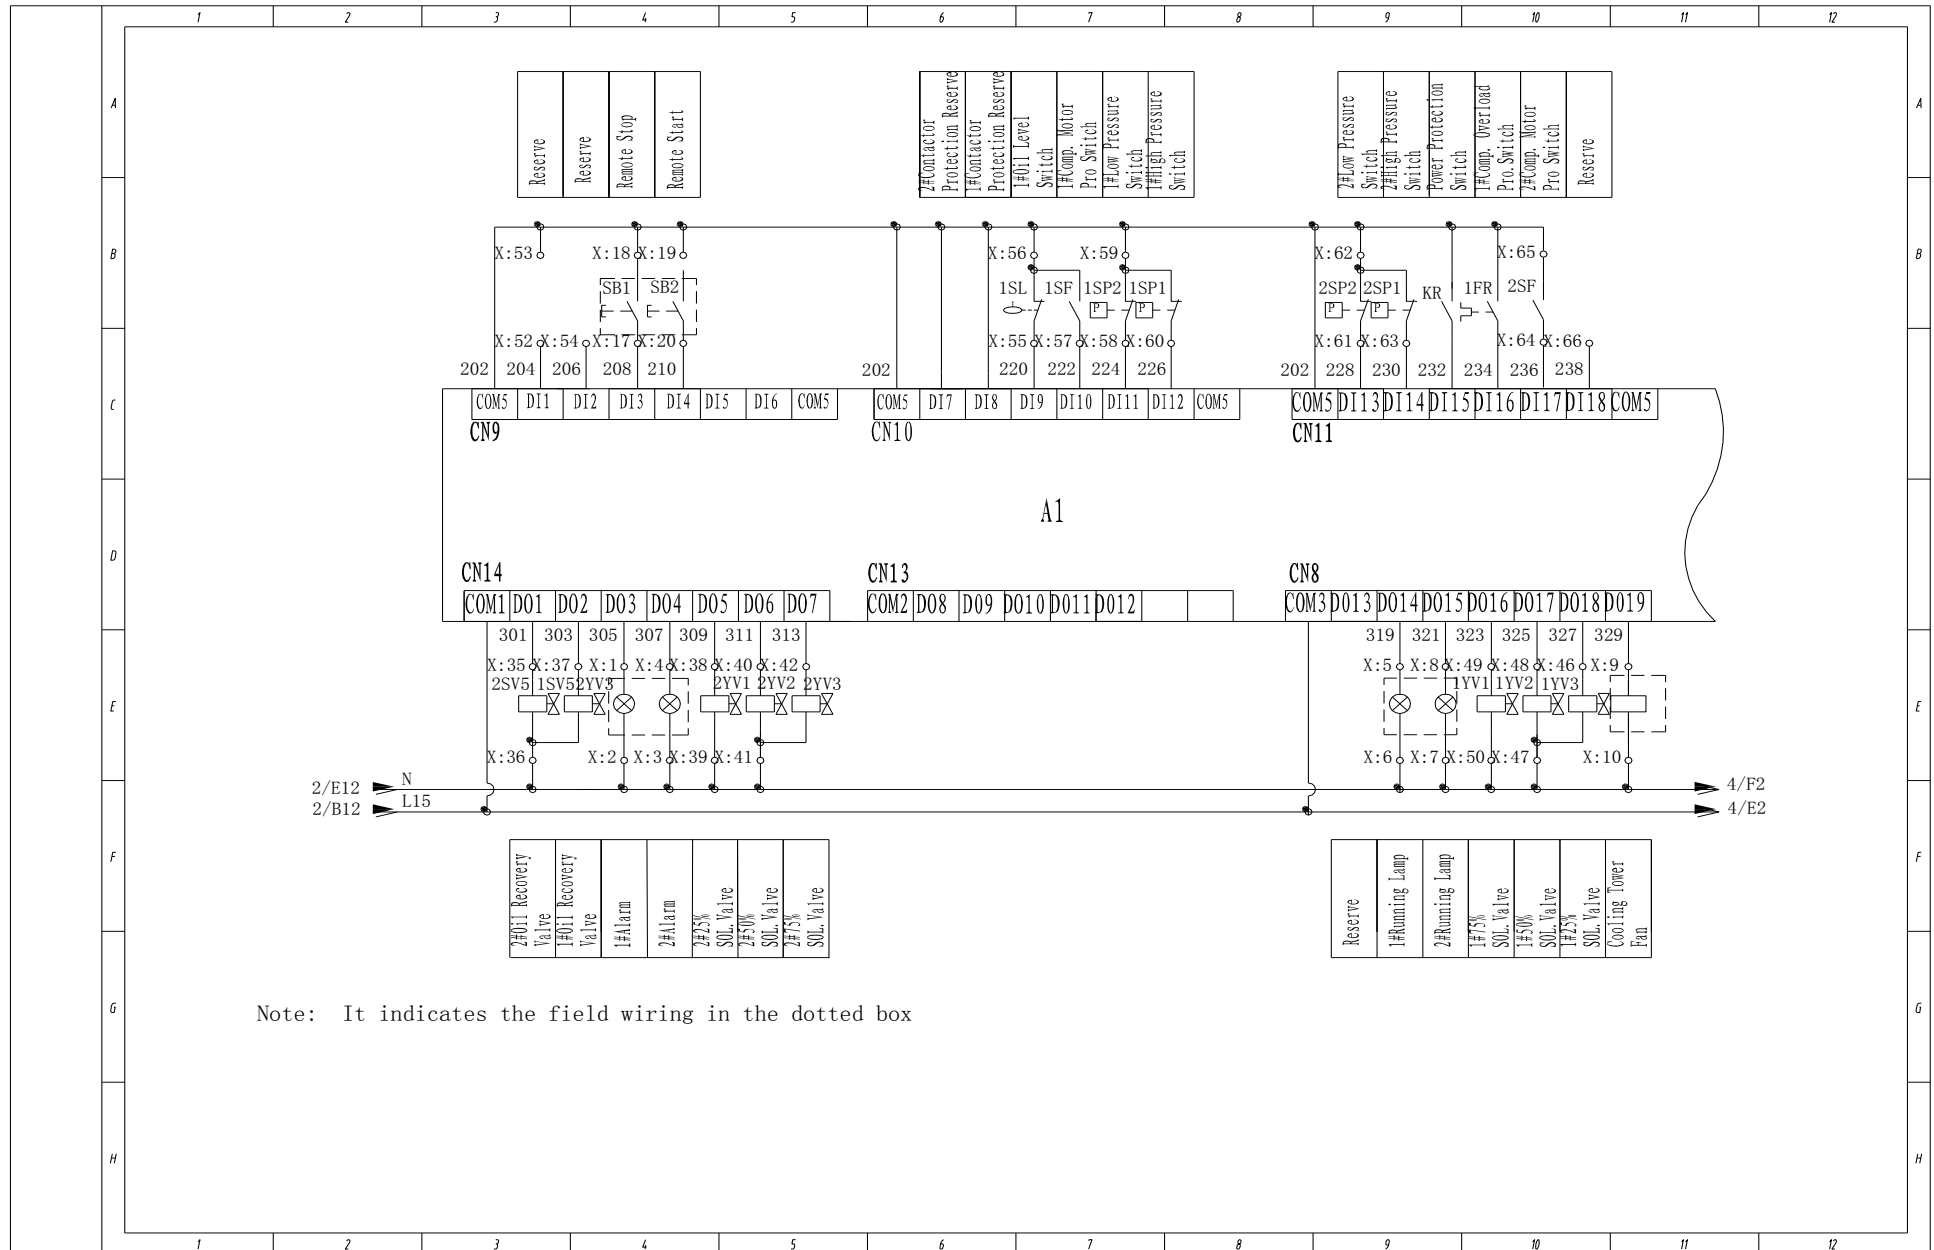 1 2 3 4 5 6 7 8 9 10 11 12
A A
Reserve
Reserve
Remote Stop
Remote Start
2#Contactor
Protection Reserve
1#Contactor
Protection Reserve
1#Oil Level
Switch
1#Comp. Motor
Pro Switch
1#Low Pressure
Switch
1#High Pressure
Switch
2#Low Pressure
Switch
2#High Pressure
Switch
Power Protection
Switch
1#Comp. Overload
Pro. Switch
2#Comp. Motor
Pro Switch
Reserve
B B
X:53 X:18 X:19 X:56 X:59 X:62 X:65
SB1 SB2 1SL 1SF 1SP2 1SP1 2SP2 2SP1 KR 1FR 2SF
P P P P
X:52 X:54 X:17 X:20 X:55 X:57 X:58 X:60 X:61 X:63 X:64 X:66
202 204 206 208 210 202 220 222 224 226 202 228 230 232 234 236 238
C C
COM5 DI1 DI2 DI3 DI4 DI5 DI6 COM5
COM5 DI7 DI8 DI9 DI10 DI11 DI12 COM5
COM5 DI13 DI14 DI15 DI16 DI17 DI18 COM5
CN9 CN10 CN11
A1
D D
CN14 CN13 CN8
COM1 DO1 DO2 DO3 DO4 DO5 DO6 DO7
COM2 DO8 DO9 DO10 DO11 DO12
COM3 DO13 DO14 DO15 DO16 DO17 DO18 DO19
301 303 305 307 309 311 313 319 321 323 325 327 329
X:35 X:37 X:1 X:4 X:38 X:40 X:42 X:5 X:8 X:49 X:48 X:46 X:9
2SV5 1SV5 2YV3 2YV1 2YV2 2YV3 1YV1 1YV2 1YV3
E E
X:36 X:2 X:3 X:39 X:41 X:6 X:7 X:50 X:47 X:10
2/E12 N 4/F2
2/B12 L15 4/E2
F F
2#Oil Recovery
Valve
1#Oil Recovery
Valve
1#Alarm
2#Alarm
2#25%
SOL.Valve
2#50%
SOL.Valve
2#75%
SOL.Valve
Reserve
1#Running Lamp
2#Running Lamp
1#75%
SOL.Valve
1#50%
SOL.Valve
1#25%
SOL.Valve
Cooling Tower
Fan
G G
Note: It indicates the field wiring in the dotted box
H H
1 2 3 4 5 6 7 8 9 10 11 12